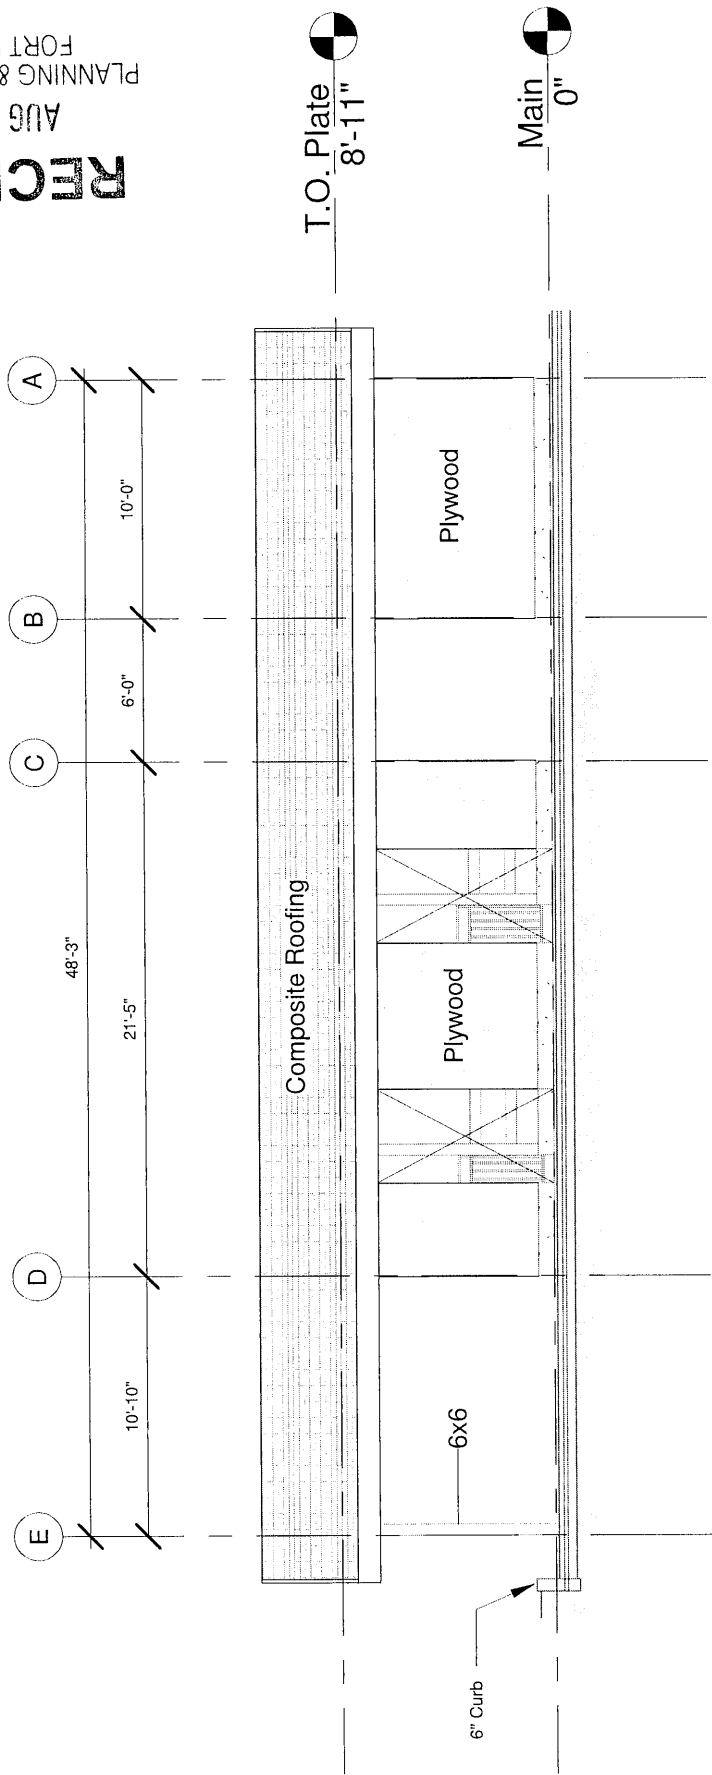 E
D
C
B
A
48'-3"
10'-10"
21'-5"
6'-0"
10'-0"
Composite Roofing
T.O. Plate
8'-11"
6x6
Plywood
Plywood
Main
0"
6" Curb
AUG
PLANNING &
FORT